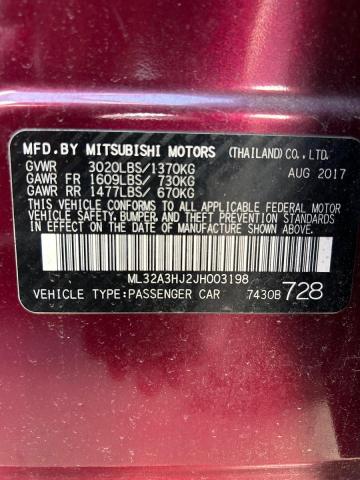 MFD.BY MITSUBISHI MOTORS (THAILAND)CO.,LTD.
GVWR 3020LBS/1370KG AUG 2017
GAWR FR 1609LBS/ 730KG
GAWR RR 1477LBS/ 670KG
THIS VEHICLE CONFORMS TO ALL APPLICABLE FEDERAL MOTOR
VEHICLE SAFETY, BUMPER, AND THEFT PREVENTION STANDARDS
IN EFFECT ON THE DATE OF MANUFACTURE SHOWN ABOVE.
ML32A3HJ2JH003198
VEHICLE TYPE:PASSENGER CAR 7430B 728